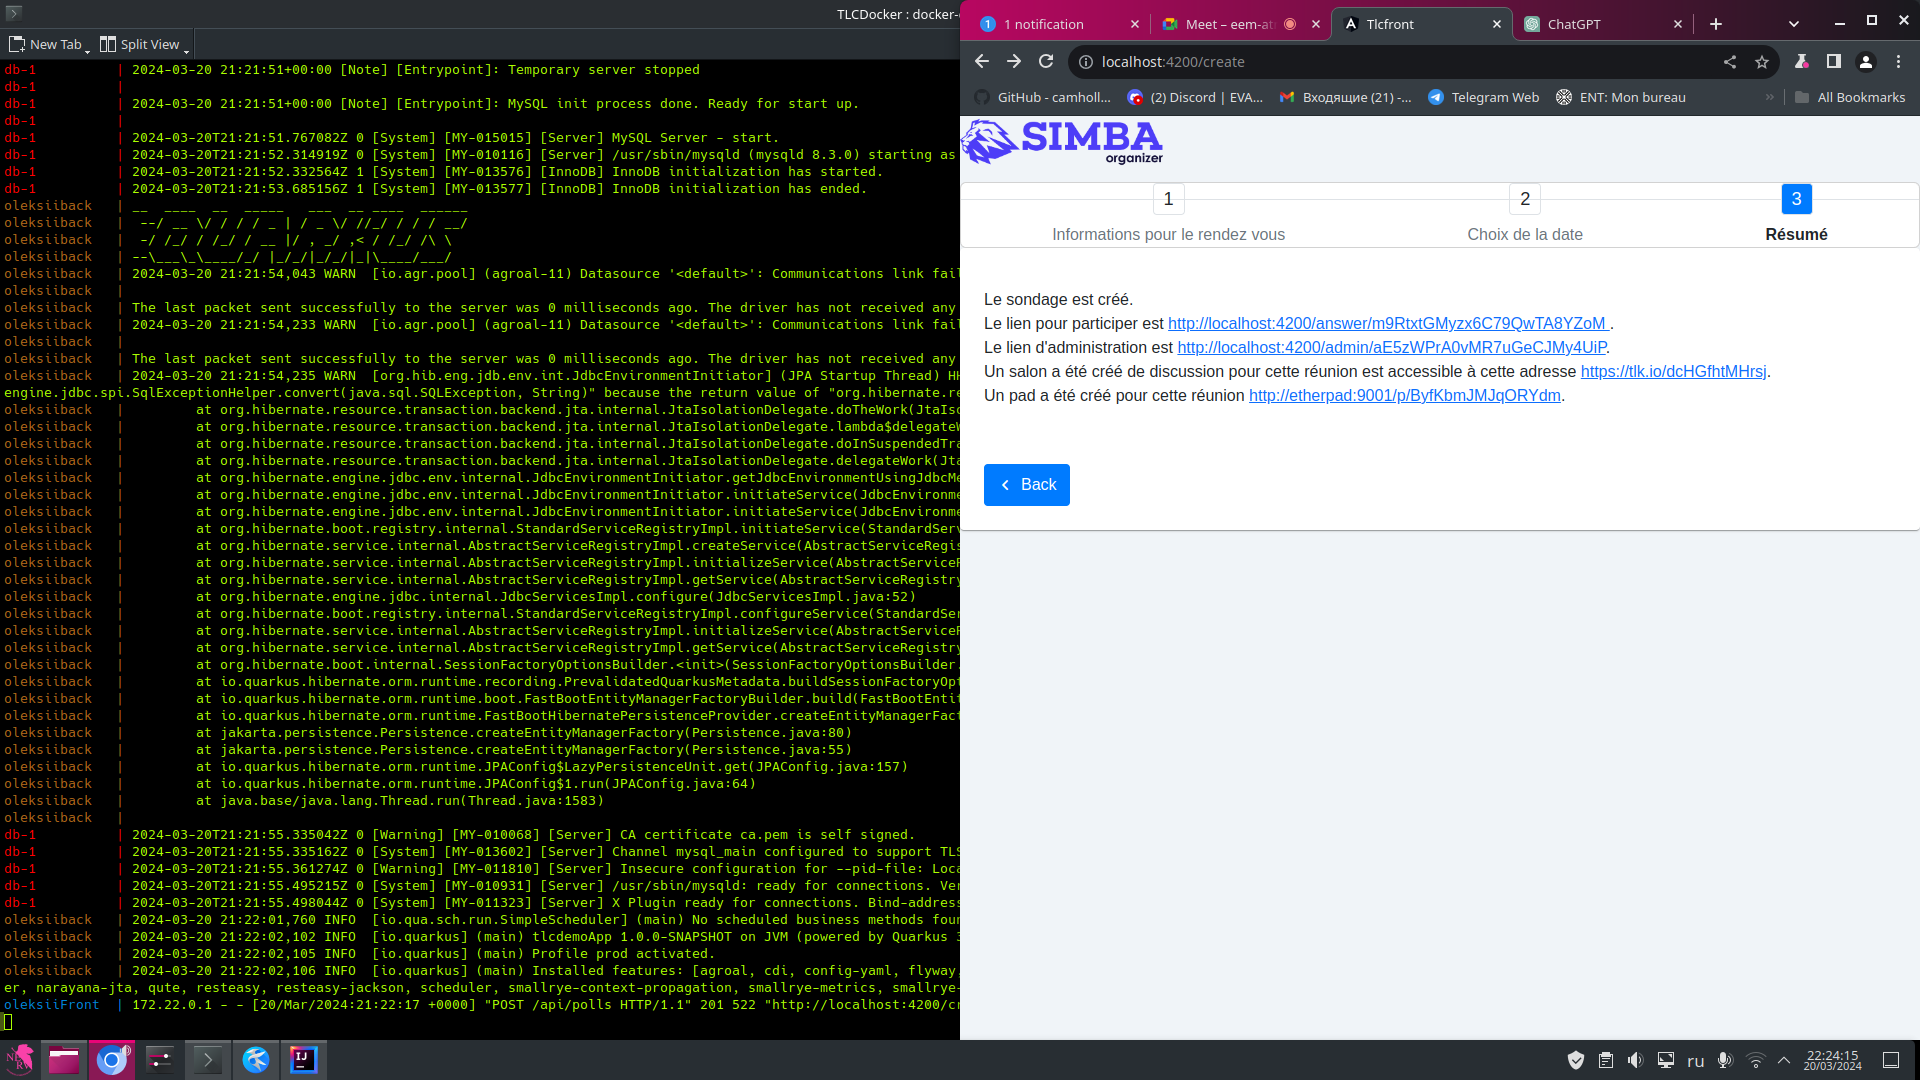 TLCDocker : docker-c
New Tab
Split View
db-1 | 2024-03-20 21:21:51+00:00 [Note] [Entrypoint]: Temporary server stopped
db-1 |
db-1 | 2024-03-20 21:21:51+00:00 [Note] [Entrypoint]: MySQL init process done. Ready for start up.
db-1 |
db-1 | 2024-03-20T21:21:51.767082Z 0 [System] [MY-015015] [Server] MySQL Server - start.
db-1 | 2024-03-20T21:21:52.314919Z 0 [System] [MY-010116] [Server] /usr/sbin/mysqld (mysqld 8.3.0) starting as
db-1 | 2024-03-20T21:21:52.332564Z 1 [System] [MY-013576] [InnoDB] InnoDB initialization has started.
db-1 | 2024-03-20T21:21:53.685156Z 1 [System] [MY-013577] [InnoDB] InnoDB initialization has ended.
oleksiiback | __  ____  __  _____   ___  __ ____  ______
oleksiiback |  --/ __ \/ / / / _ | / _ \/ //_/ / / / __/
oleksiiback |  -/ /_/ / /_/ / __ |/ , _/ ,< / /_/ /\ \
oleksiiback | --\___\_\____/_/ |_/_/|_/_/|_|\____/___/
oleksiiback | 2024-03-20 21:21:54,043 WARN  [io.agr.pool] (agroal-11) Datasource '<default>': Communications link fail
oleksiiback |
oleksiiback | The last packet sent successfully to the server was 0 milliseconds ago. The driver has not received any
oleksiiback | 2024-03-20 21:21:54,233 WARN  [io.agr.pool] (agroal-11) Datasource '<default>': Communications link fail
oleksiiback |
oleksiiback | The last packet sent successfully to the server was 0 milliseconds ago. The driver has not received any
oleksiiback | 2024-03-20 21:21:54,235 WARN  [org.hib.eng.jdb.env.int.JdbcEnvironmentInitiator] (JPA Startup Thread) HH
engine.jdbc.spi.SqlExceptionHelper.convert(java.sql.SQLException, String)" because the return value of "org.hibernate.re
oleksiiback | at org.hibernate.resource.transaction.backend.jta.internal.JtaIsolationDelegate.doTheWork(JtaIso
oleksiiback | at org.hibernate.resource.transaction.backend.jta.internal.JtaIsolationDelegate.lambda$delegateW
oleksiiback | at org.hibernate.resource.transaction.backend.jta.internal.JtaIsolationDelegate.doInSuspendedTra
oleksiiback | at org.hibernate.resource.transaction.backend.jta.internal.JtaIsolationDelegate.delegateWork(Jta
oleksiiback | at org.hibernate.engine.jdbc.env.internal.JdbcEnvironmentInitiator.getJdbcEnvironmentUsingJdbcMe
oleksiiback | at org.hibernate.engine.jdbc.env.internal.JdbcEnvironmentInitiator.initiateService(JdbcEnvironme
oleksiiback | at org.hibernate.engine.jdbc.env.internal.JdbcEnvironmentInitiator.initiateService(JdbcEnvironme
oleksiiback | at org.hibernate.boot.registry.internal.StandardServiceRegistryImpl.initiateService(StandardServ
oleksiiback | at org.hibernate.service.internal.AbstractServiceRegistryImpl.createService(AbstractServiceRegis
oleksiiback | at org.hibernate.service.internal.AbstractServiceRegistryImpl.initializeService(AbstractServiceR
oleksiiback | at org.hibernate.service.internal.AbstractServiceRegistryImpl.getService(AbstractServiceRegistry
oleksiiback | at org.hibernate.engine.jdbc.internal.JdbcServicesImpl.configure(JdbcServicesImpl.java:52)
oleksiiback | at org.hibernate.boot.registry.internal.StandardServiceRegistryImpl.configureService(StandardSer
oleksiiback | at org.hibernate.service.internal.AbstractServiceRegistryImpl.initializeService(AbstractServiceR
oleksiiback | at org.hibernate.service.internal.AbstractServiceRegistryImpl.getService(AbstractServiceRegistry
oleksiiback | at org.hibernate.boot.internal.SessionFactoryOptionsBuilder.<init>(SessionFactoryOptionsBuilder.
oleksiiback | at io.quarkus.hibernate.orm.runtime.recording.PrevalidatedQuarkusMetadata.buildSessionFactoryOpt
oleksiiback | at io.quarkus.hibernate.orm.runtime.boot.FastBootEntityManagerFactoryBuilder.build(FastBootEntit
oleksiiback | at io.quarkus.hibernate.orm.runtime.FastBootHibernatePersistenceProvider.createEntityManagerFact
oleksiiback | at jakarta.persistence.Persistence.createEntityManagerFactory(Persistence.java:80)
oleksiiback | at jakarta.persistence.Persistence.createEntityManagerFactory(Persistence.java:55)
oleksiiback | at io.quarkus.hibernate.orm.runtime.JPAConfig$LazyPersistenceUnit.get(JPAConfig.java:157)
oleksiiback | at io.quarkus.hibernate.orm.runtime.JPAConfig$1.run(JPAConfig.java:64)
oleksiiback | at java.base/java.lang.Thread.run(Thread.java:1583)
oleksiiback |
db-1 | 2024-03-20T21:21:55.335042Z 0 [Warning] [MY-010068] [Server] CA certificate ca.pem is self signed.
db-1 | 2024-03-20T21:21:55.335162Z 0 [System] [MY-013602] [Server] Channel mysql_main configured to support TLS
db-1 | 2024-03-20T21:21:55.361274Z 0 [Warning] [MY-011810] [Server] Insecure configuration for --pid-file: Loca
db-1 | 2024-03-20T21:21:55.495215Z 0 [System] [MY-010931] [Server] /usr/sbin/mysqld: ready for connections. Ver
db-1 | 2024-03-20T21:21:55.498044Z 0 [System] [MY-011323] [Server] X Plugin ready for connections. Bind-address
oleksiiback | 2024-03-20 21:22:01,760 INFO  [io.qua.sch.run.SimpleScheduler] (main) No scheduled business methods foun
oleksiiback | 2024-03-20 21:22:02,102 INFO  [io.quarkus] (main) tlcdemoApp 1.0.0-SNAPSHOT on JVM (powered by Quarkus 3
oleksiiback | 2024-03-20 21:22:02,105 INFO  [io.quarkus] (main) Profile prod activated.
oleksiiback | 2024-03-20 21:22:02,106 INFO  [io.quarkus] (main) Installed features: [agroal, cdi, config-yaml, flyway,
er, narayana-jta, qute, resteasy, resteasy-jackson, scheduler, smallrye-context-propagation, smallrye-metrics, smallrye-
oleksiiFront | 172.22.0.1 - - [20/Mar/2024:21:22:17 +0000] "POST /api/polls HTTP/1.1" 201 522 "http://localhost:4200/cr
1 1 notification
Meet – eem-at
Tlcfront
ChatGPT
localhost:4200/create
GitHub - camholl...
(2) Discord | EVA...
Входящие (21) -...
Telegram Web
ENT: Mon bureau
»
All Bookmarks
SIMBA
organizer
1
2
3
Informations pour le rendez vous
Choix de la date
Résumé
Le sondage est créé.
Le lien pour participer est http://localhost:4200/answer/m9RtxtGMyzx6C79QwTA8YZoM .
Le lien d'administration est http://localhost:4200/admin/aE5zWPrA0vMR7uGeCJMy4UiP.
Un salon a été créé de discussion pour cette réunion est accessible à cette adresse https://tlk.io/dcHGfhtMHrsj.
Un pad a été créé pour cette réunion http://etherpad:9001/p/ByfKbmJMJqORYdm.
Back
NERV
IJ
ru
22:24:15
20/03/2024